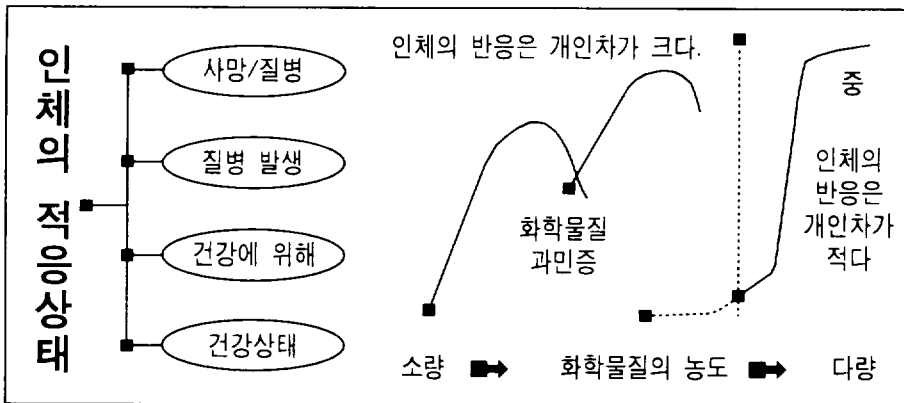 인체의 적응상태
사망/질병
질병 발생
건강에 위해
건강상태
인체의 반응은 개인차가 크다.
화학물질
과민증
중
인체의
반응은
개인차가
적다
소량 화학물질의 농도 다량